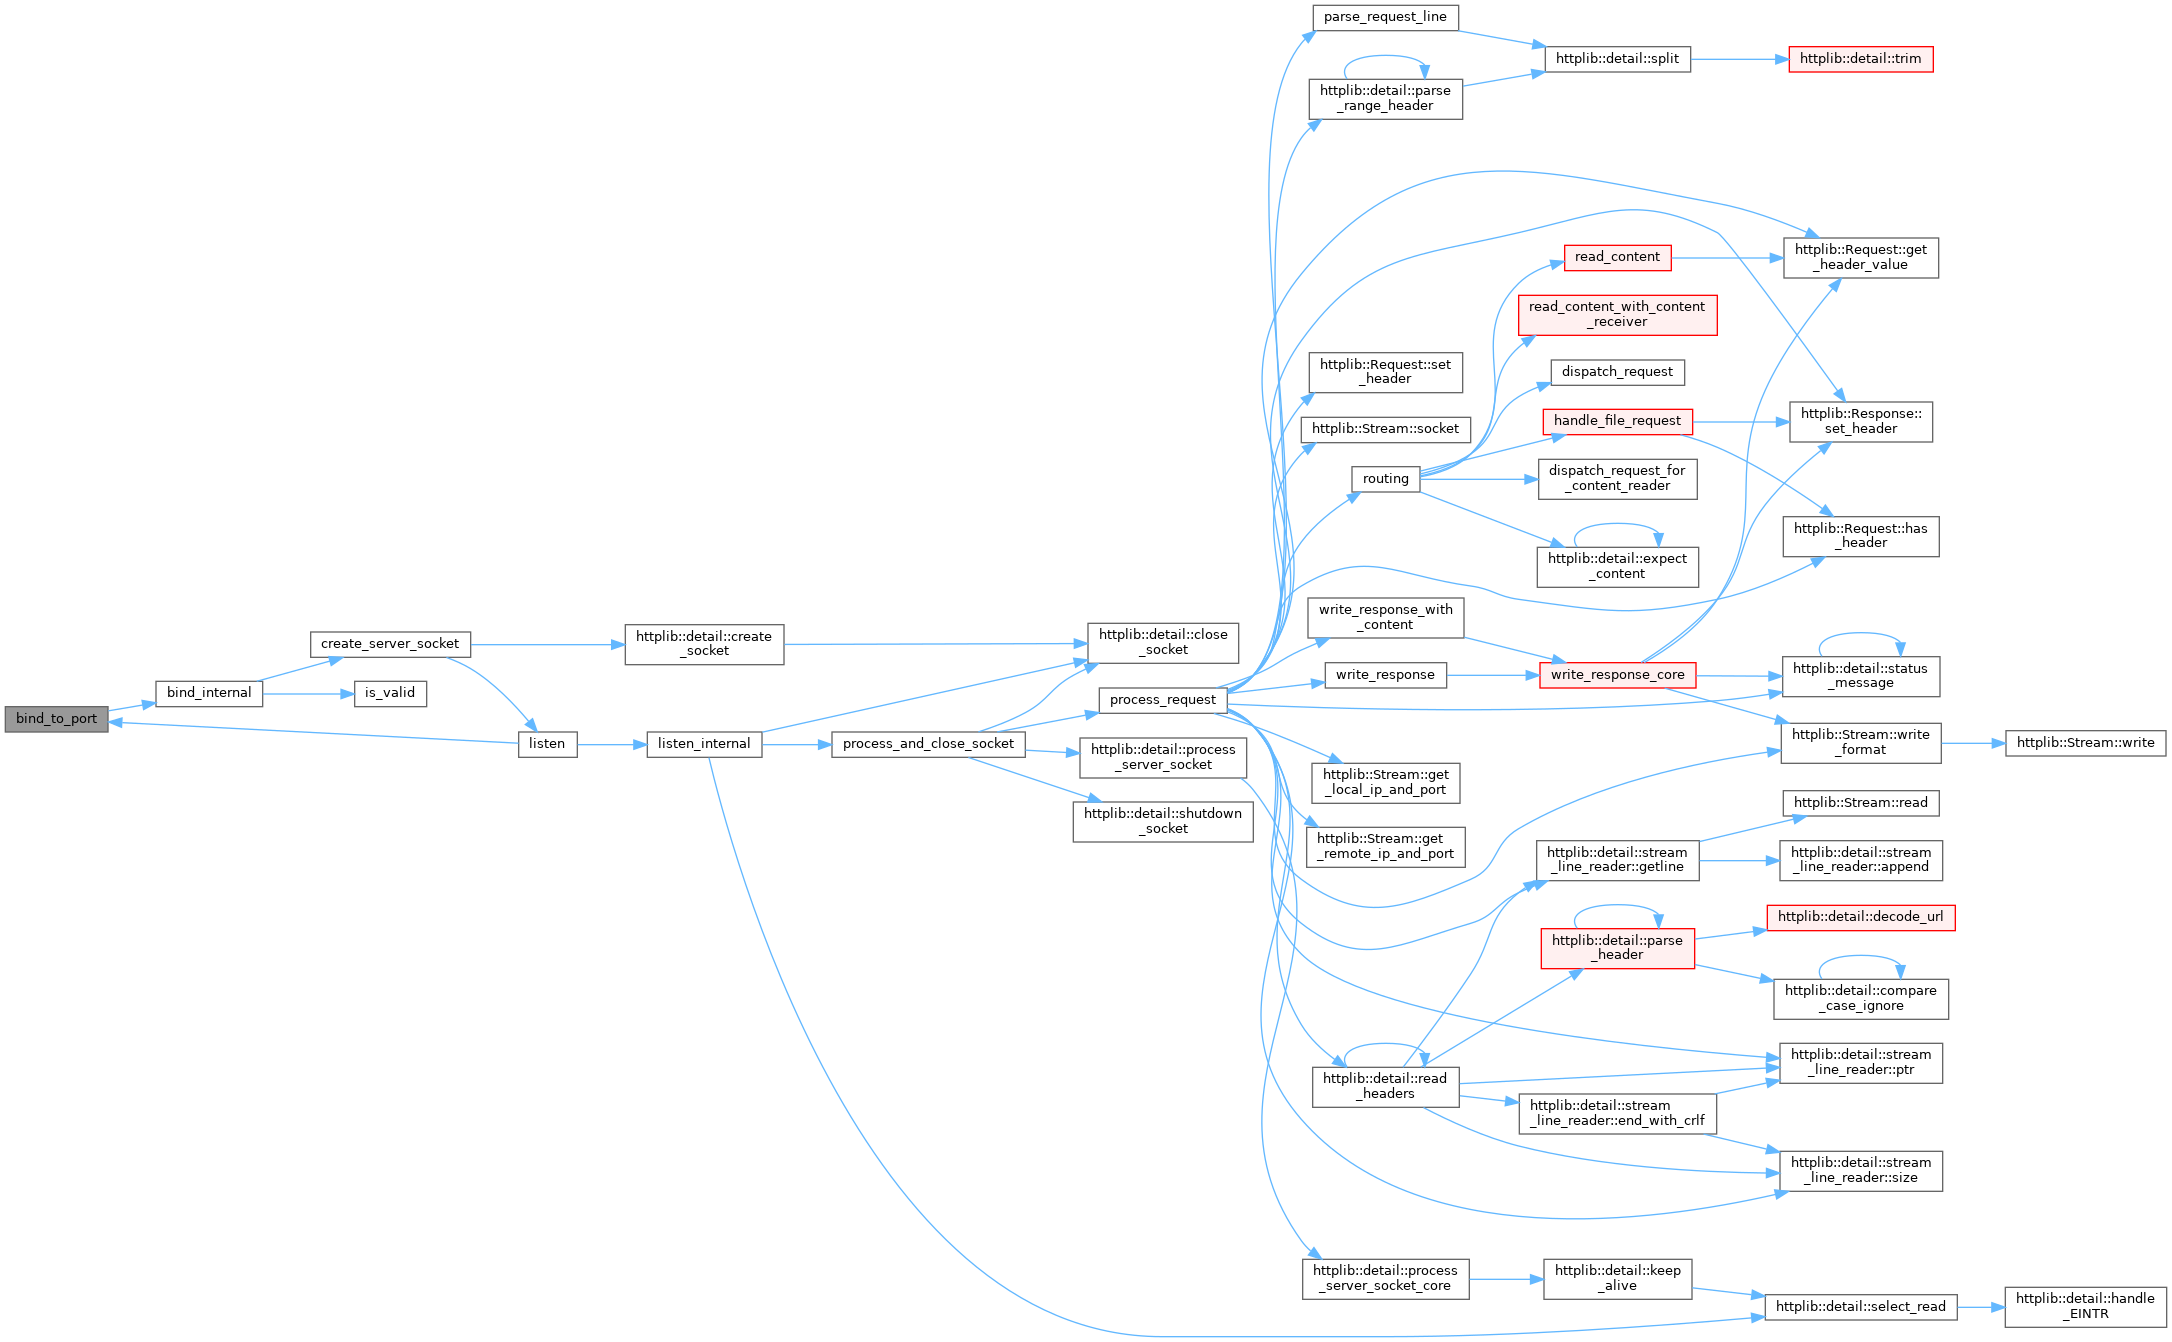 bind_to_port
bind_internal
create_server_socket
is_valid
listen
httplib::detail::create
_socket
listen_internal
httplib::detail::close
_socket
process_and_close_socket
process_request
httplib::detail::process
_server_socket
httplib::detail::shutdown
_socket
parse_request_line
httplib::detail::parse
_range_header
httplib::detail::split
httplib::detail::trim
httplib::Request::get
_header_value
read_content
read_content_with_content
_receiver
httplib::Request::set
_header
dispatch_request
httplib::Stream::socket
handle_file_request
httplib::Response::
set_header
routing
dispatch_request_for
_content_reader
httplib::Request::has
_header
httplib::detail::expect
_content
write_response_with
_content
write_response
write_response_core
httplib::detail::status
_message
httplib::Stream::write
_format
httplib::Stream::write
httplib::Stream::get
_local_ip_and_port
httplib::Stream::get
_remote_ip_and_port
httplib::Stream::read
httplib::detail::stream
_line_reader::getline
httplib::detail::stream
_line_reader::append
httplib::detail::parse
_header
httplib::detail::decode_url
httplib::detail::compare
_case_ignore
httplib::detail::read
_headers
httplib::detail::stream
_line_reader::ptr
httplib::detail::stream
_line_reader::end_with_crlf
httplib::detail::stream
_line_reader::size
httplib::detail::process
_server_socket_core
httplib::detail::keep
_alive
httplib::detail::select_read
httplib::detail::handle
_EINTR